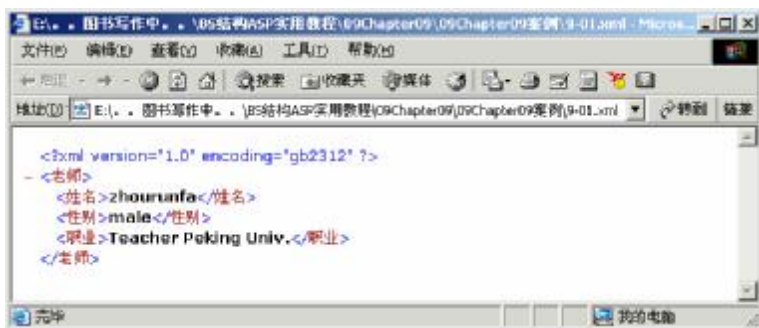 E:\. . 图书写作中. . \BS结构ASP实用教程\09Chapter09\09Chapter09案例\9-01.xml - Micros...
文件(F) 编辑(E) 查看(V) 收藏(A) 工具(T) 帮助(H)
后退 搜索 收藏夹 媒体
地址(D) E:\. . 图书写作中. . \BS结构ASP实用教程\09Chapter09\09Chapter09案例\9-01.xml 转到 链接
<?xml version="1.0" encoding="gb2312" ?>
- <老师>
<姓名>zhourunfa</姓名>
<性别>male</性别>
<职业>Teacher Peking Univ.</职业>
</老师>
完毕 我的电脑